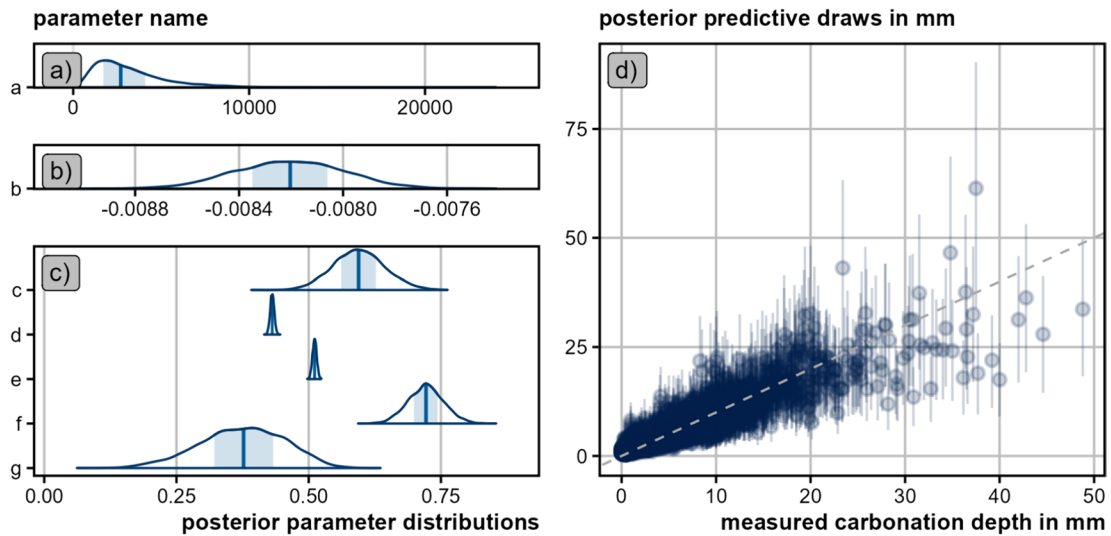 parameter name
a)
a
0 10000 20000
b)
b
-0.0088 -0.0084 -0.0080 -0.0076
c)
c
d
e
f
g
0.00 0.25 0.50 0.75
posterior parameter distributions
posterior predictive draws in mm
d)
75
50
25
0
0 10 20 30 40 50
measured carbonation depth in mm